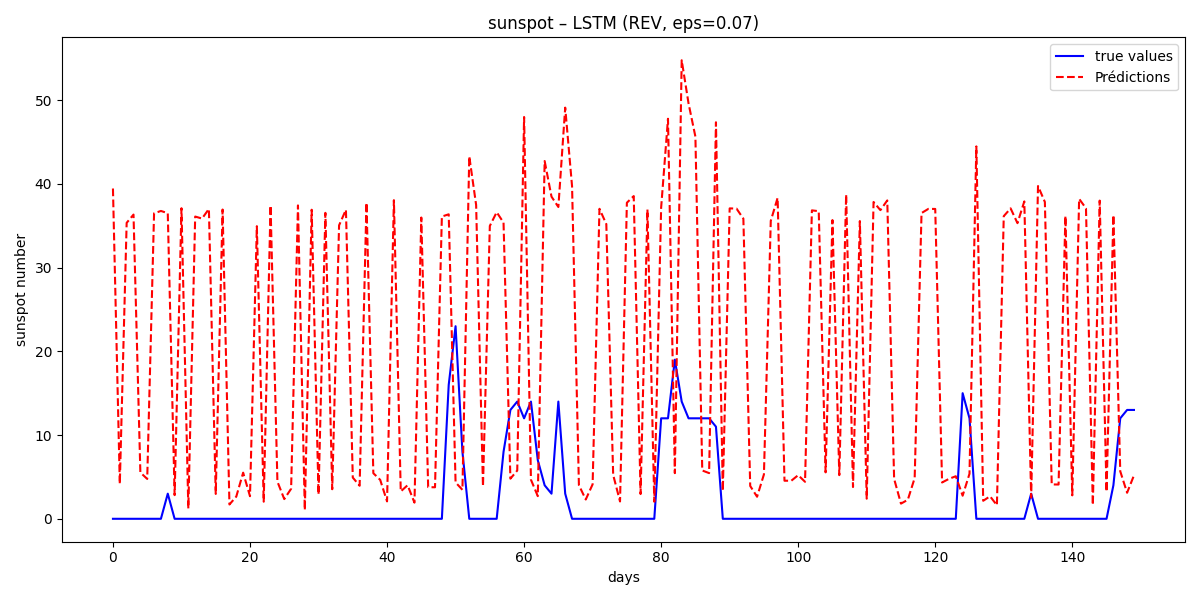 sunspot – LSTM (REV, eps=0.07)
true values
Prédictions
sunspot number
50
40
30
20
10
0
0 20 40 60 80 100 120 140
days